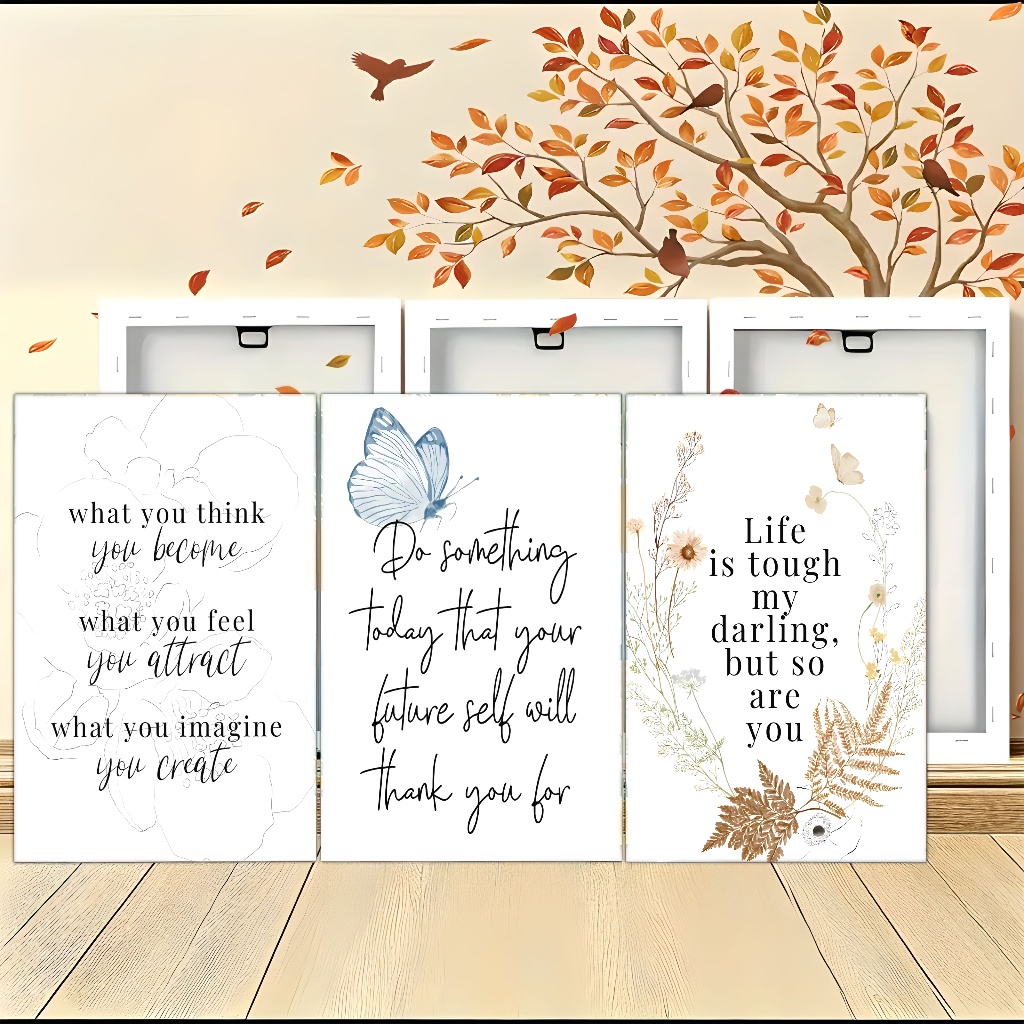 what you think
you become
what you feel
you attract
what you imagine
you create
Do something
today that your
future self will
thank you for
Life
is tough
my
darling,
but so
are
you